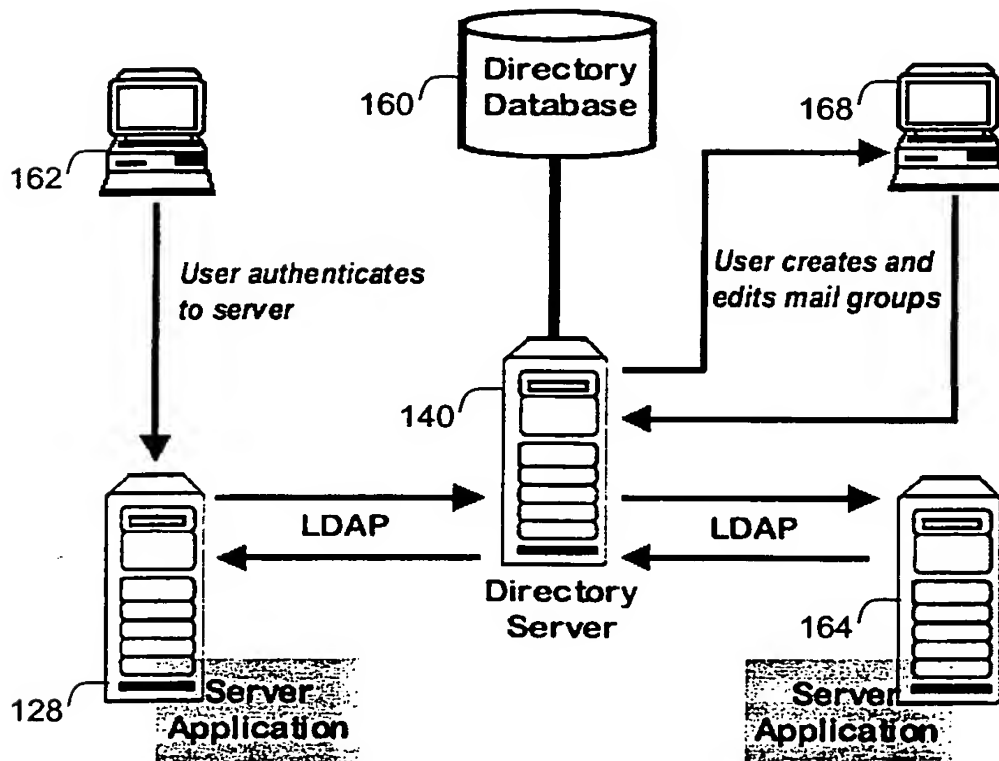 Directory
Database
160
168
162
User authenticates
to server
User creates and
edits mail groups
140
LDAP
LDAP
Directory
Server
164
128
Server
Application
Server
Application